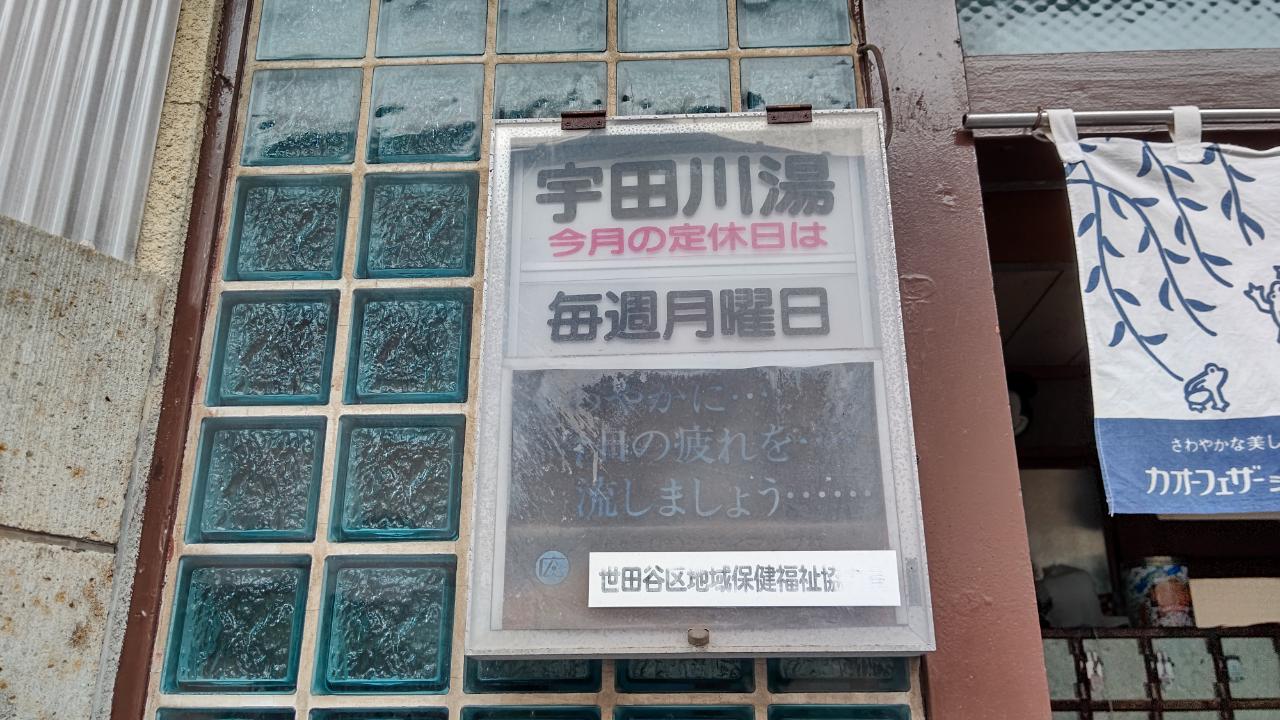 宇田川湯
今月の定休日は
毎週月曜日
やかに…
の疲れを…
流しましょう……
広
世田谷区地域保健福祉協
さわやかな美し
カオーフェザー